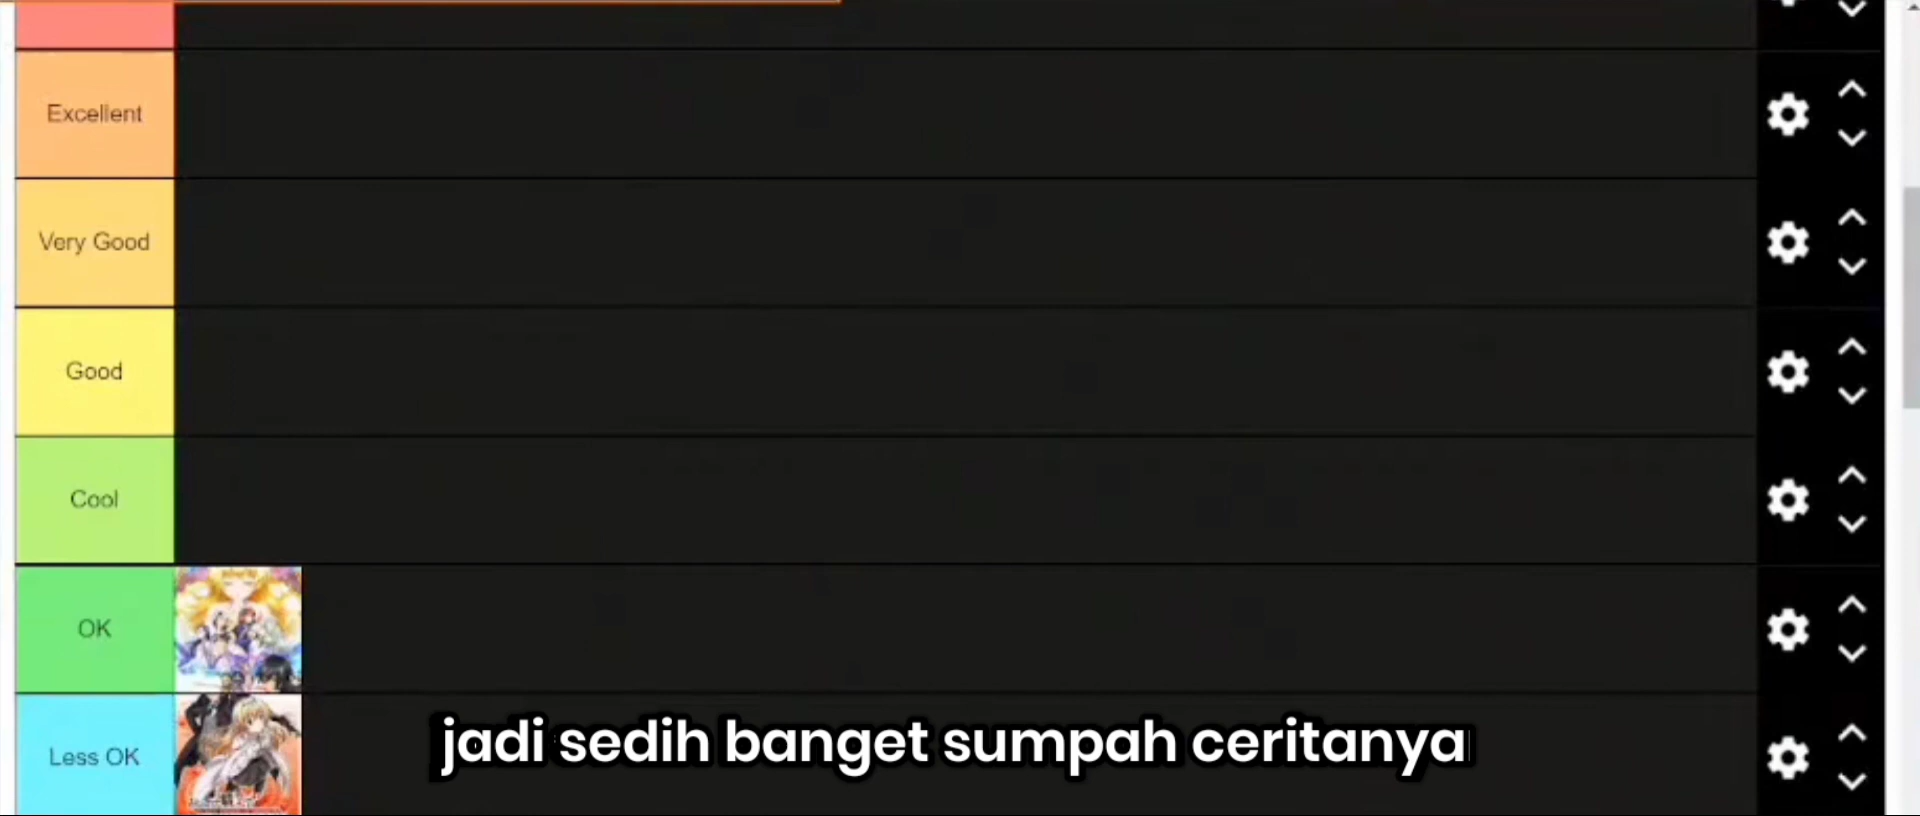 Excellent
Very Good
Good
Cool
OK
Less OK
jadi sedih banget sumpah ceritanya